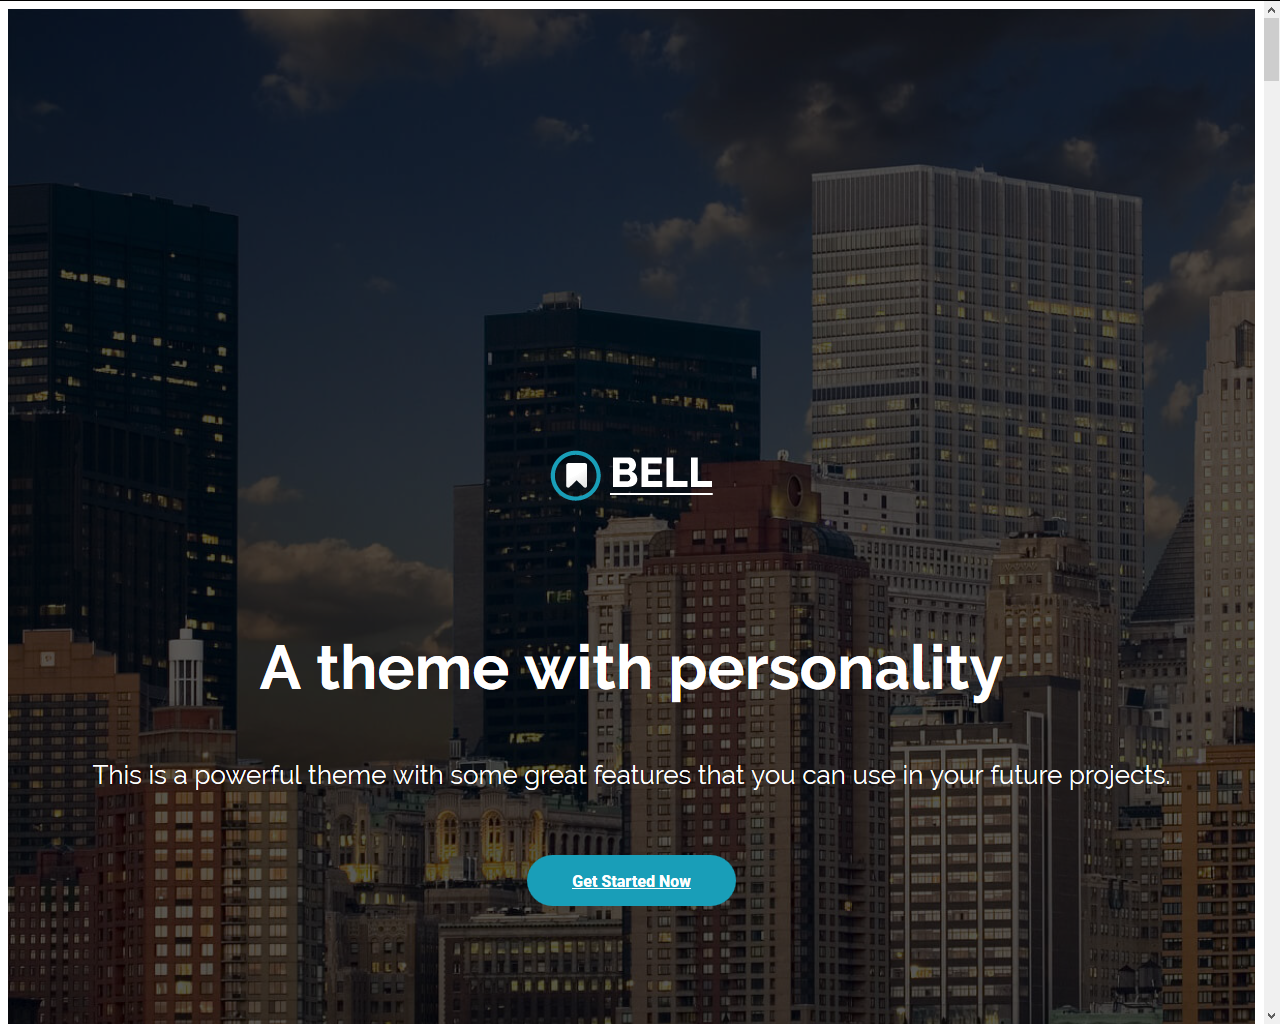 BELL
A theme with personality
This is a powerful theme with some great features that you can use in your future projects.
Get Started Now